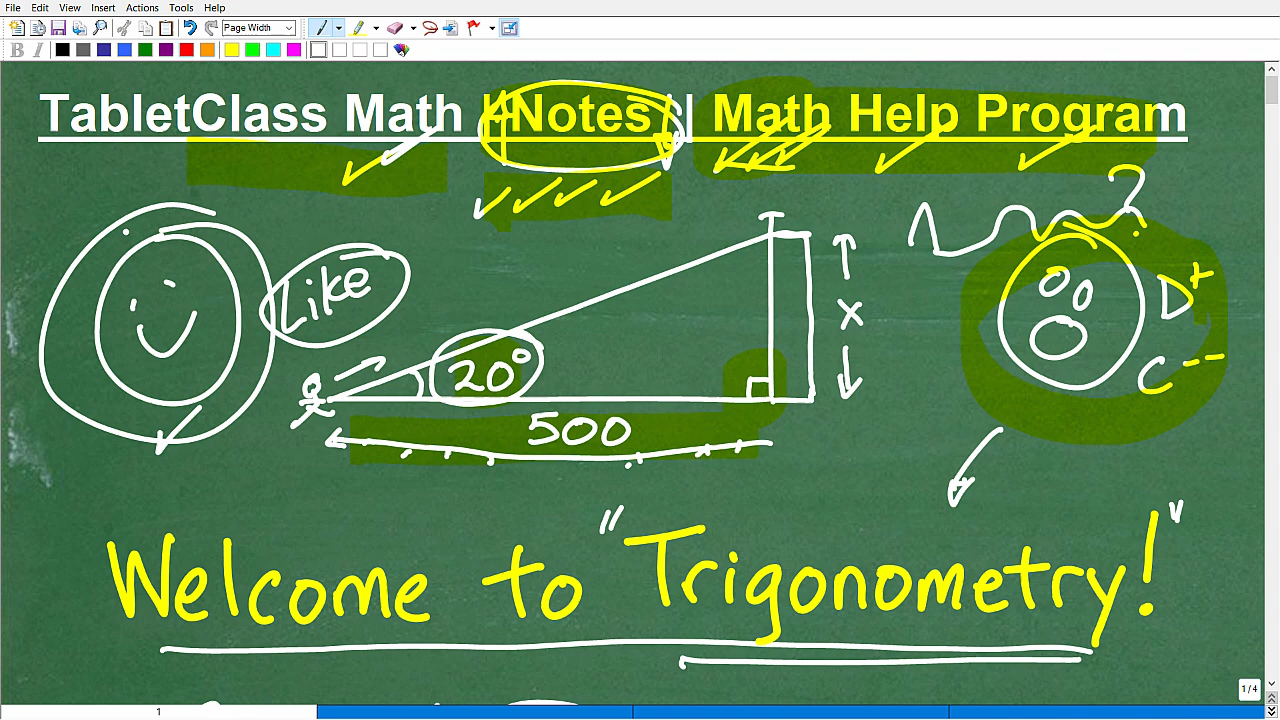 File Edit View Insert Actions Tools Help
Page Width
B I
TabletClass Math | Notes | Math Help Program
?
Like
20°
X
D+
C--
500
Welcome to "Trigonometry!"
1/4
1